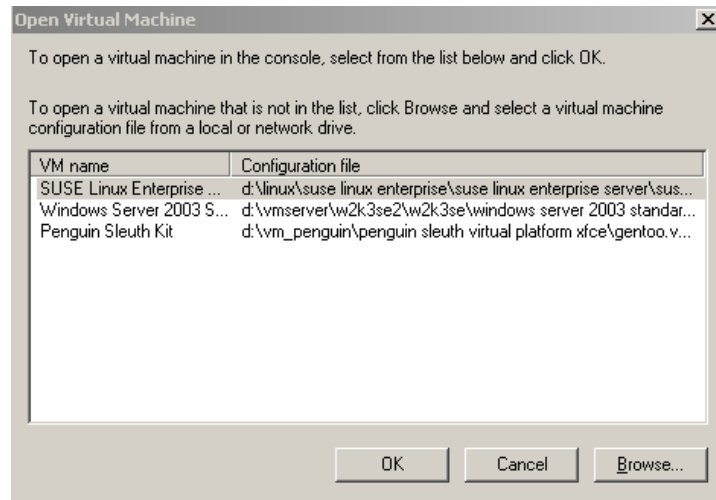 Open Virtual Machine
To open a virtual machine in the console, select from the list below and click OK.
To open a virtual machine that is not in the list, click Browse and select a virtual machine
configuration file from a local or network drive.
VM name Configuration file
SUSE Linux Enterprise ... d:\linux\suse linux enterprise\suse linux enterprise server\sus...
Windows Server 2003 S... d:\vmserver\w2k3se2\w2k3se\windows server 2003 standar...
Penguin Sleuth Kit d:\vm_penguin\penguin sleuth virtual platform xfce\gentoo.v...
OK Cancel Browse...